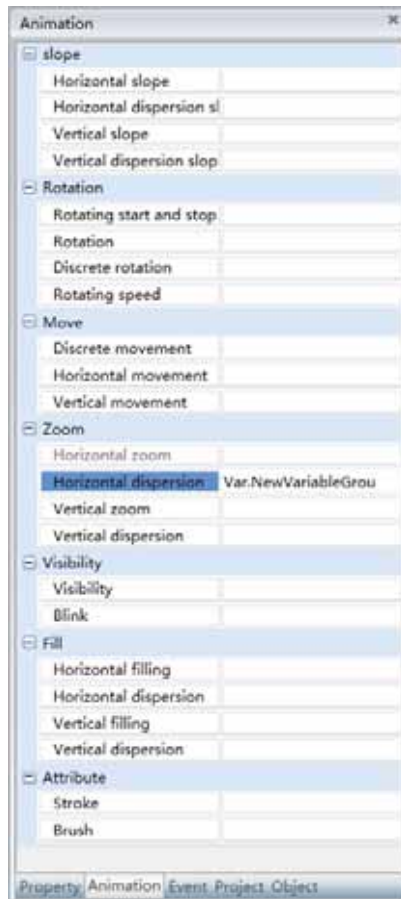 Animation
slope
Horizontal slope
Horizontal dispersion sl
Vertical slope
Vertical dispersion slop
Rotation
Rotating start and stop
Rotation
Discrete rotation
Rotating speed
Move
Discrete movement
Horizontal movement
Vertical movement
Zoom
Horizontal zoom
Horizontal dispersion Var.NewVariableGrou
Vertical zoom
Vertical dispersion
Visibility
Visibility
Blink
Fill
Horizontal filling
Horizontal dispersion
Vertical filling
Vertical dispersion
Attribute
Stroke
Brush
Property Animation Event Project Object